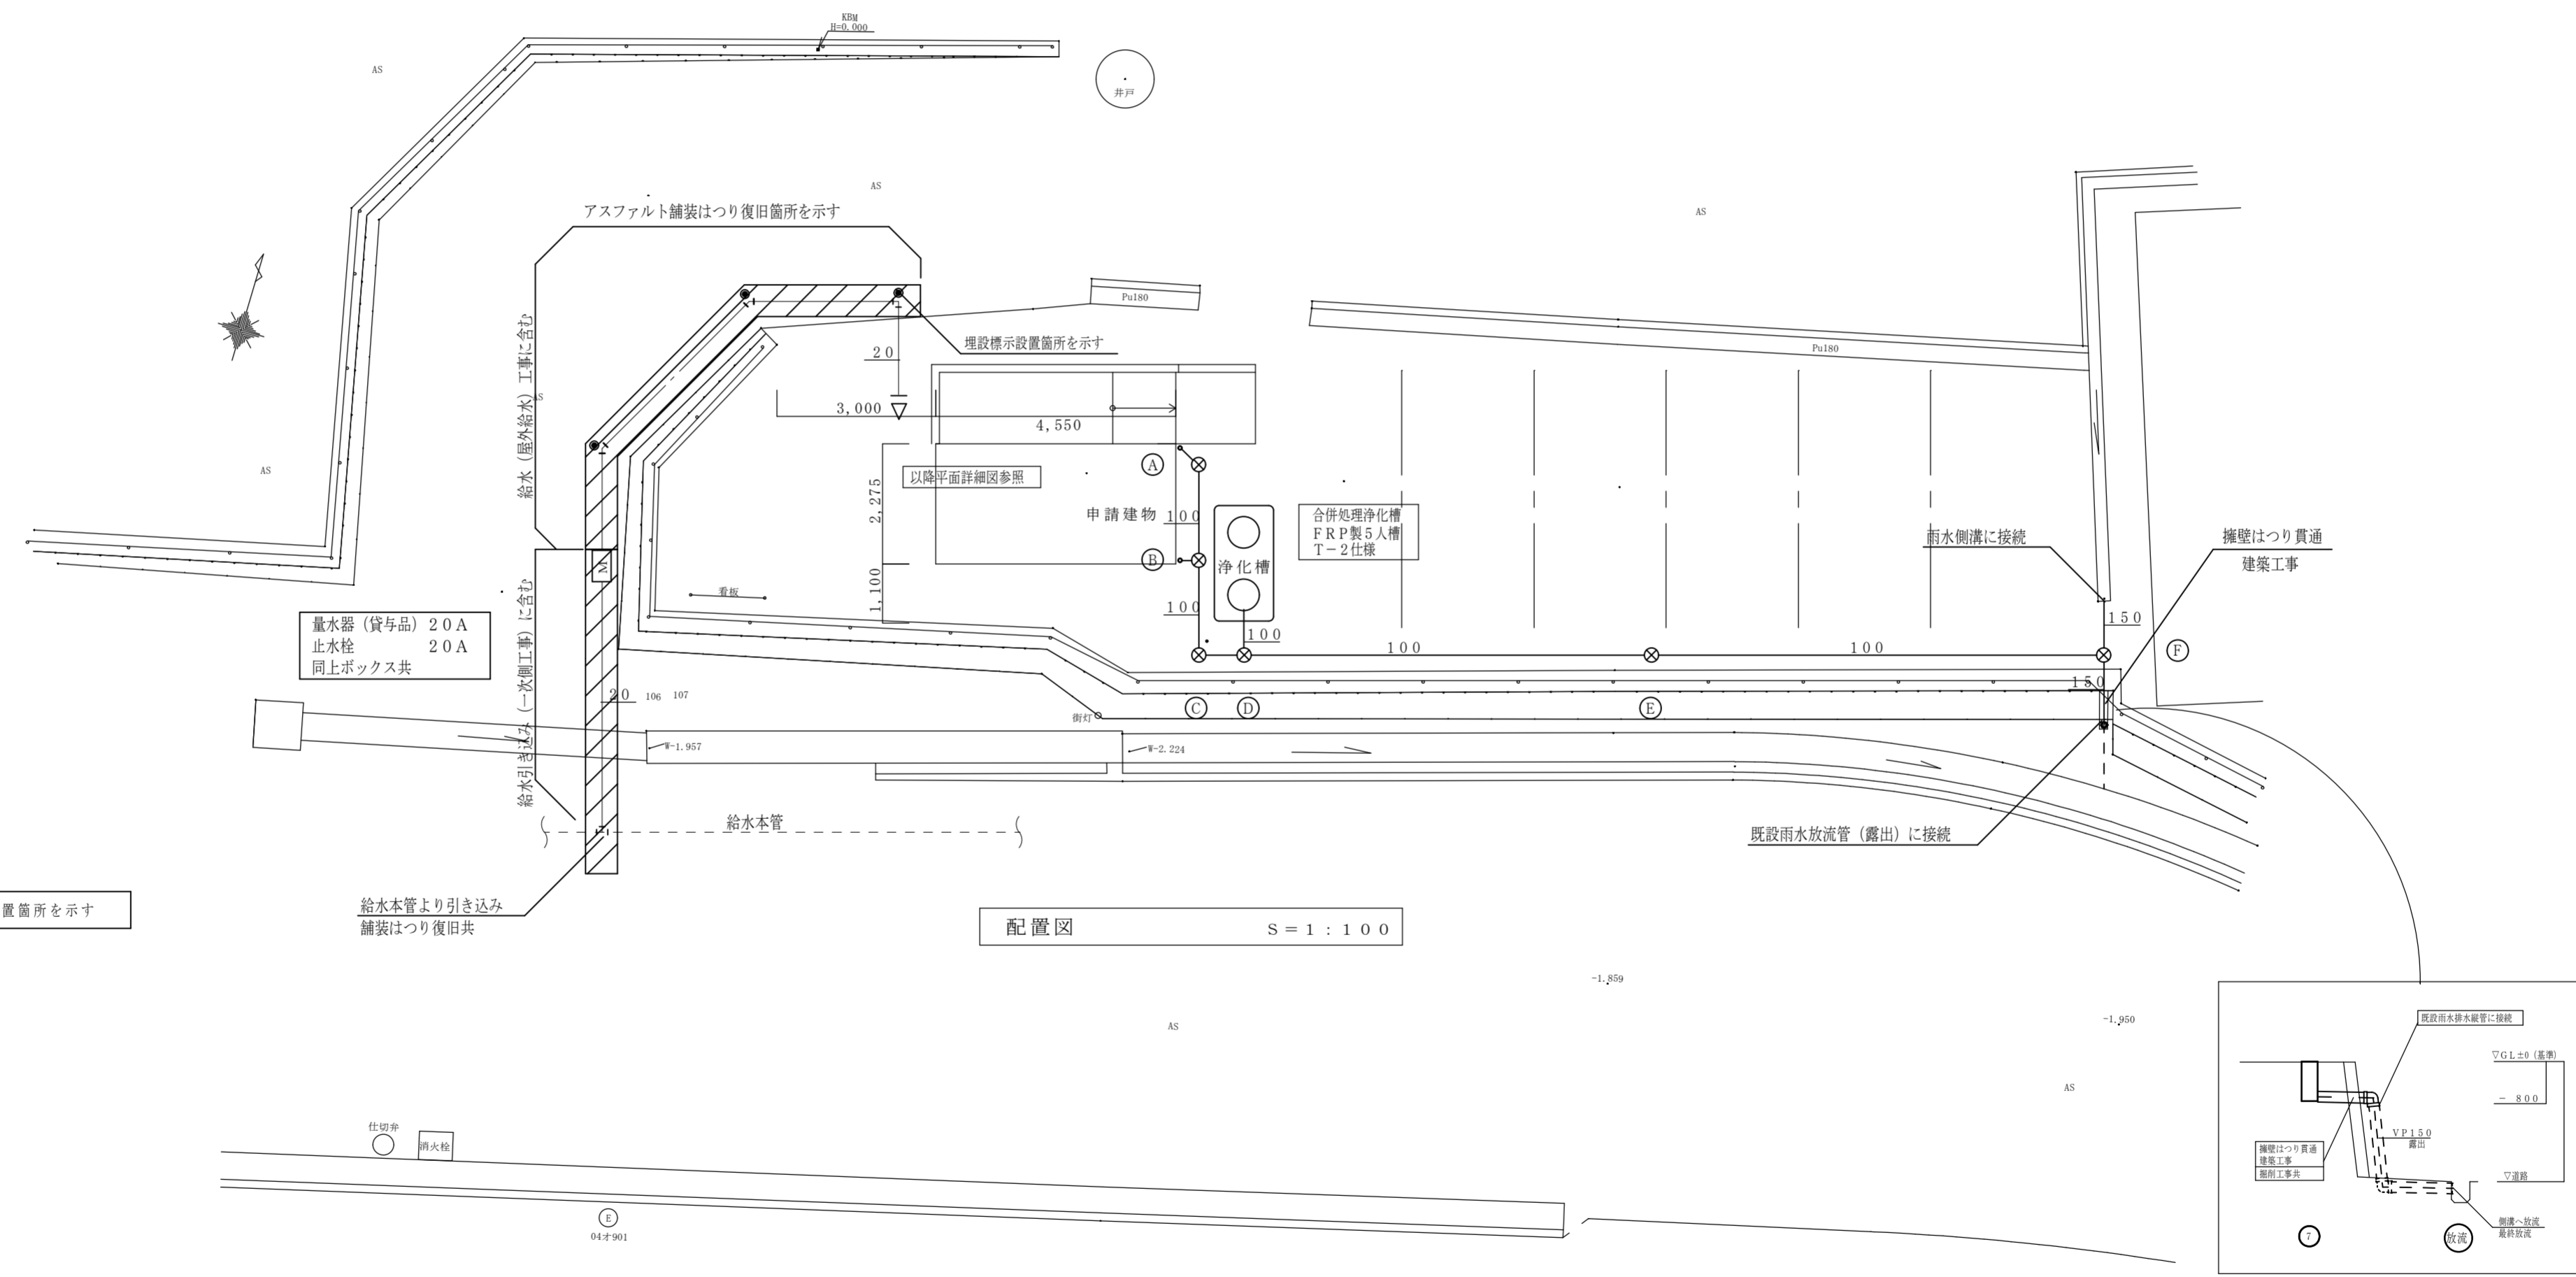 KBM
H=0.000
AS
井戸
AS
アスファルト舗装はつり復旧箇所を示す
AS
Pu180
埋設標示設置箇所を示す
20
Pu180
給水（屋外給水）工事に含む
AS
3,000
4,550
AS
以降平面詳細図参照
A
2,275
申請建物
100
合併処理浄化槽
ＦＲＰ製５人槽
Ｔ－２仕様
雨水側溝に接続
擁壁はつり貫通
建築工事
B
浄化槽
M
看板
1,100
100
給水引き込み（一次側工事）に含む
量水器（貸与品）２０Ａ
止水栓　　　　　２０Ａ
同上ボックス共
100
100
100
150
F
150
20
106
107
街灯
C
D
E
W-1.957
W-2.224
給水本管
既設雨水放流管（露出）に接続
給水本管より引き込み
舗装はつり復旧共
置箇所を示す
配置図　Ｓ＝１：１００
-1.859
-1.950
AS
AS
既設雨水排水縦管に接続
▽ＧＬ±0（基準）
－ 800
ＶＰ150
露出
擁壁はつり貫通
建築工事
掘削工事共
▽道路
側溝へ放流
最終放流
7
放流
仕切弁
消火栓
E
04オ901